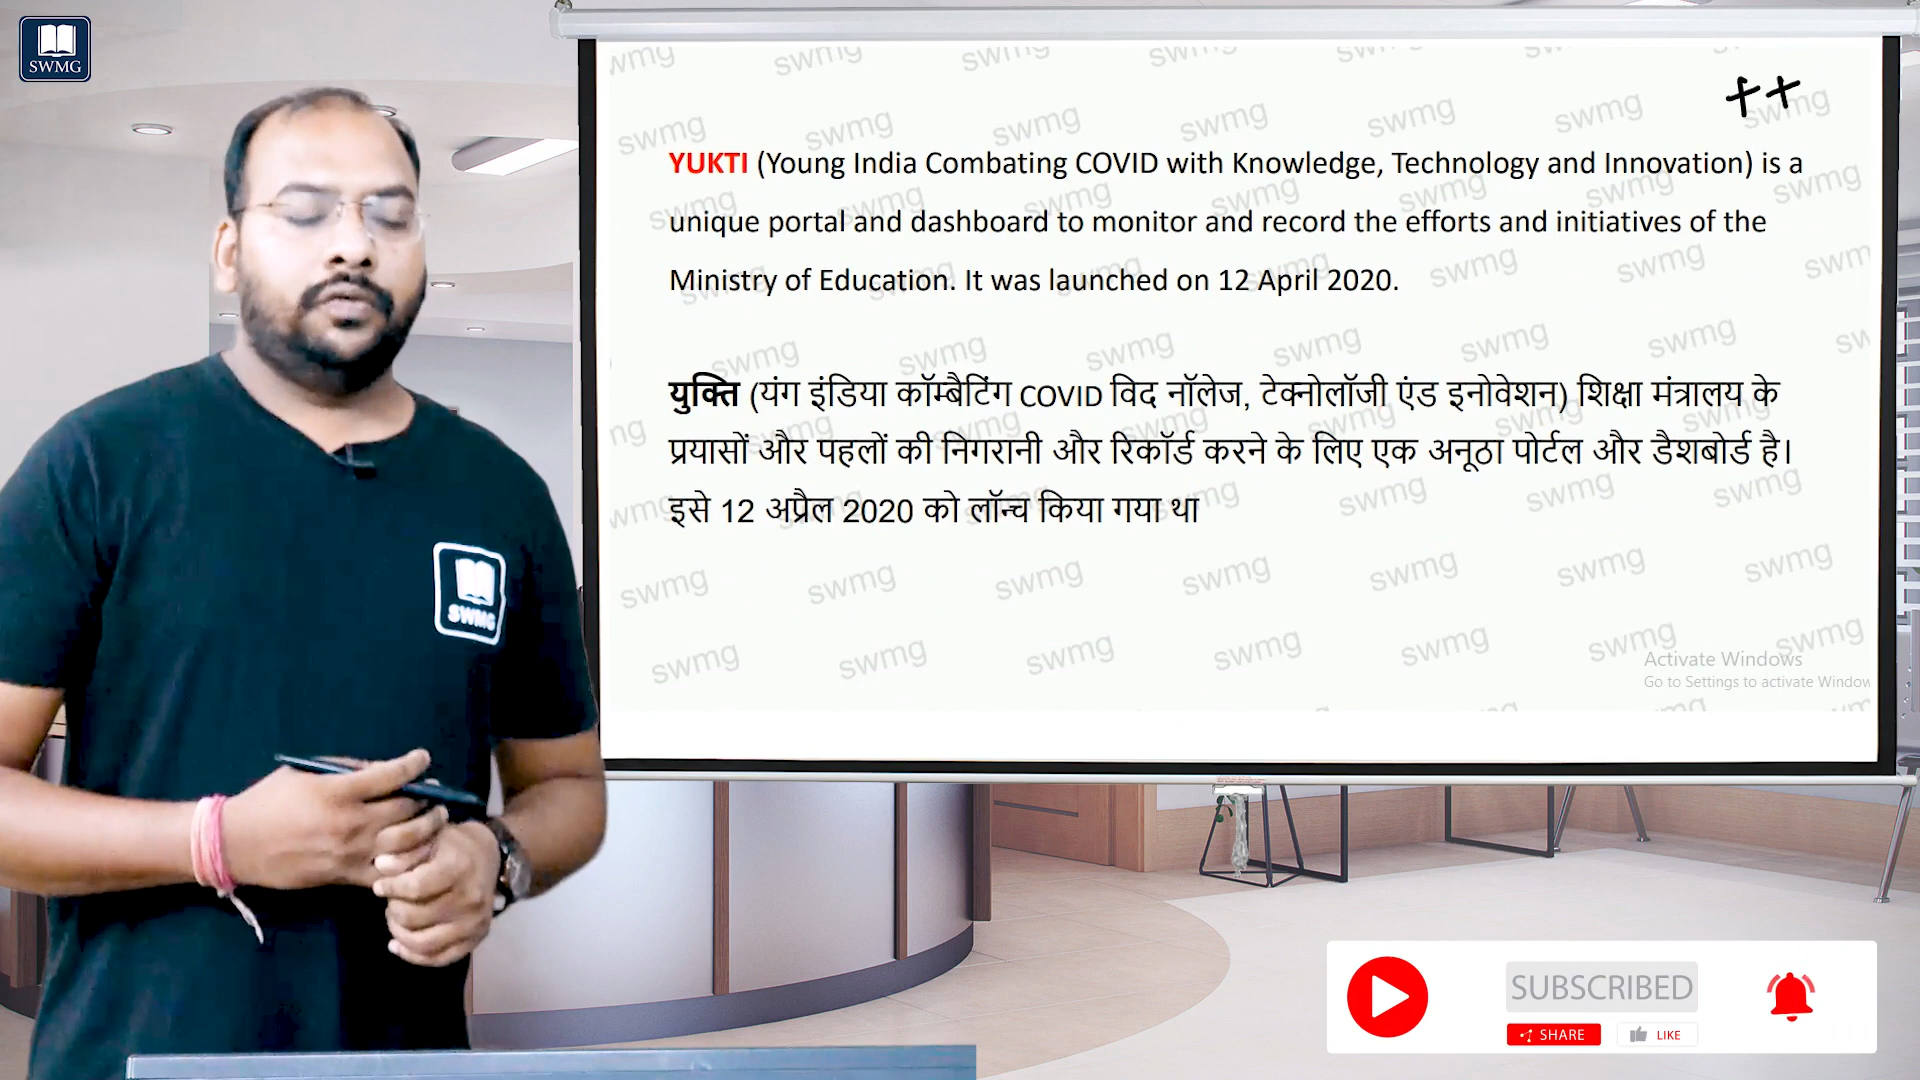 SWMG
++
YUKTI (Young India Combating COVID with Knowledge, Technology and Innovation) is a
unique portal and dashboard to monitor and record the efforts and initiatives of the
Ministry of Education. It was launched on 12 April 2020.
युक्ति (यंग इंडिया कॉम्बैटिंग COVID विद नॉलेज, टेक्नोलॉजी एंड इनोवेशन) शिक्षा मंत्रालय के
प्रयासों और पहलों की निगरानी और रिकॉर्ड करने के लिए एक अनूठा पोर्टल और डैशबोर्ड है।
इसे 12 अप्रैल 2020 को लॉन्च किया गया था
SWMG
Activate Windows
Go to Settings to activate Window
SUBSCRIBED
SHARE LIKE